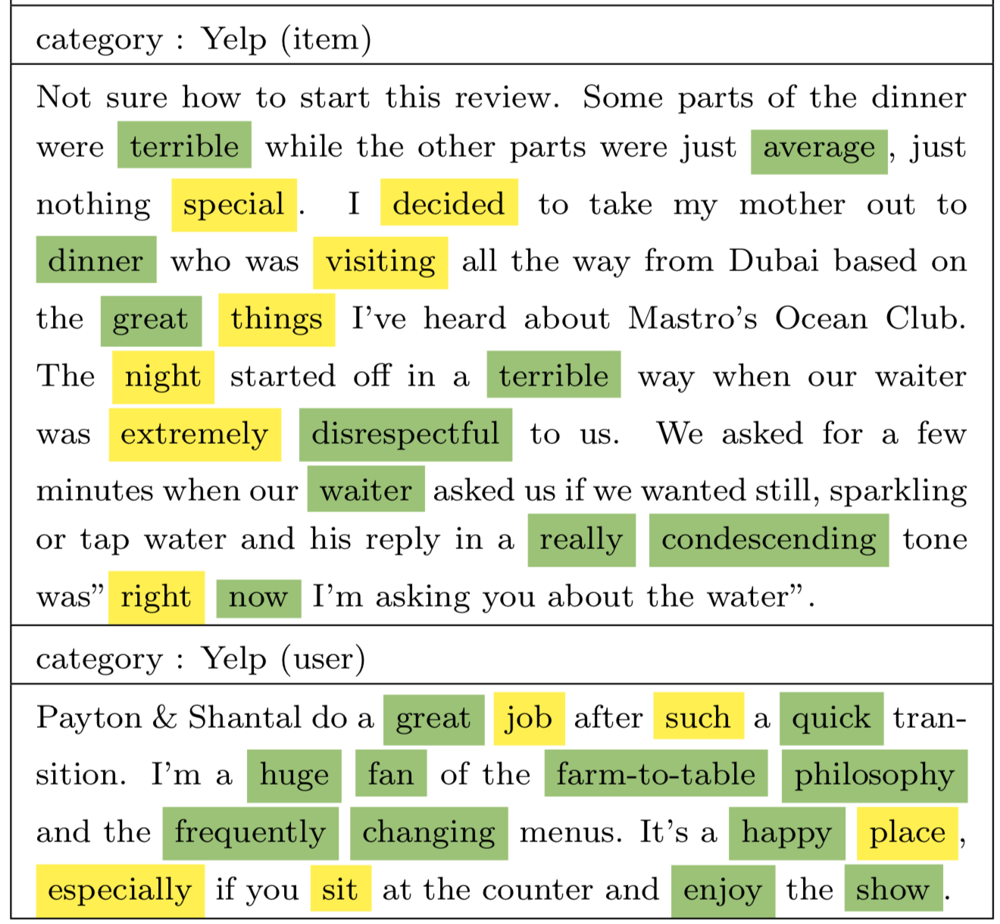 category : Yelp (item)
Not sure how to start this review. Some parts of the dinner
were terrible while the other parts were just average , just
nothing special . I decided to take my mother out to
dinner who was visiting all the way from Dubai based on
the great things I've heard about Mastro's Ocean Club.
The night started off in a terrible way when our waiter
was extremely disrespectful to us. We asked for a few
minutes when our waiter asked us if we wanted still, sparkling
or tap water and his reply in a really condescending tone
was” right now I'm asking you about the water”.
category : Yelp (user)
Payton & Shantal do a great job after such a quick tran-
sition. I'm a huge fan of the farm-to-table philosophy
and the frequently changing menus. It's a happy place ,
especially if you sit at the counter and enjoy the show .